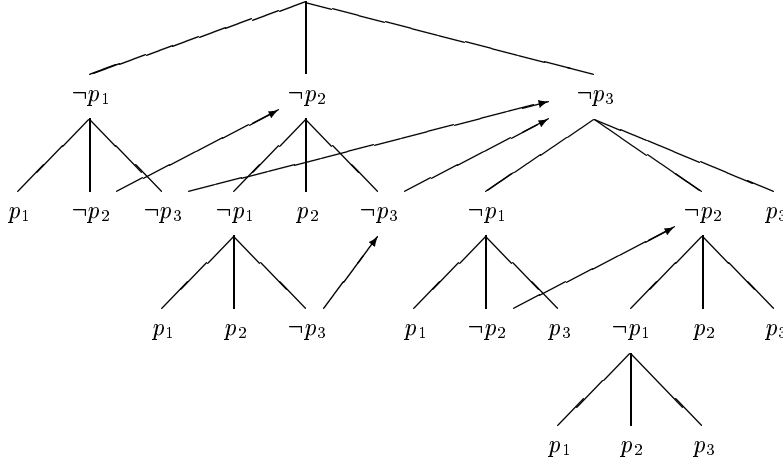 ¬p₁ ¬p₂ ¬p₃
p₁ ¬p₂ ¬p₃ ¬p₁ p₂ ¬p₃ ¬p₁ ¬p₂ p₃
p₁ p₂ ¬p₃ p₁ ¬p₂ p₃ ¬p₁ p₂ p₃
p₁ p₂ p₃